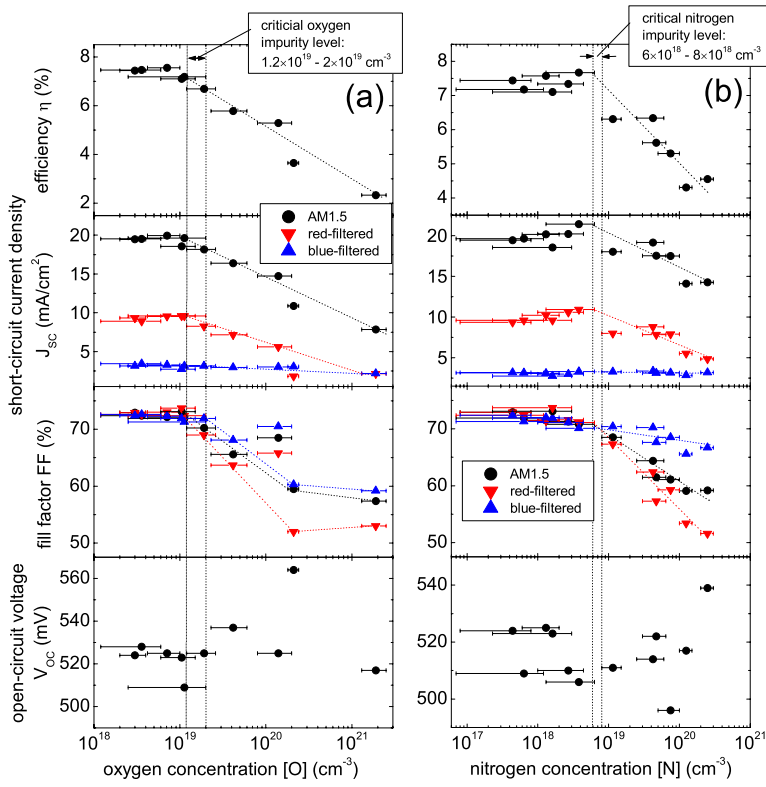 criticial oxygen
impurity level:
1.2×10¹⁹ - 2×10¹⁹ cm⁻³
critical nitrogen
impurity level:
6×10¹⁸ - 8×10¹⁸ cm⁻³
(a)
(b)
efficiency η (%)
8
6
4
2
8
7
6
5
4
short-circuit current density
J_SC (mA/cm²)
20
15
10
5
20
15
10
5
AM1.5
red-filtered
blue-filtered
fill factor FF (%)
70
60
50
70
60
50
AM1.5
red-filtered
blue-filtered
open-circuit voltage
V_OC (mV)
560
540
520
500
540
520
500
10¹⁸
10¹⁹
10²⁰
10²¹
10¹⁷
10¹⁸
10¹⁹
10²⁰
10²¹
oxygen concentration [O] (cm⁻³)
nitrogen concentration [N] (cm⁻³)